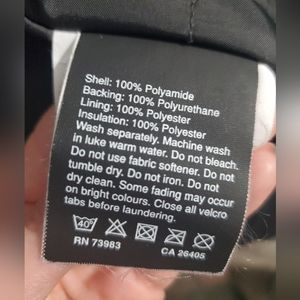 Shell: 100% Polyamide
Backing: 100% Polyurethane
Lining: 100% Polyester
Insulation: 100% Polyester
Wash separately. Machine wash
in luke warm water. Do not bleach.
Do not use fabric softener. Do not
tumble dry. Do not iron. Do not
dry clean. Some fading may occur
on bright colours. Close all velcro
tabs before laundering.
40°
RN 73983 CA 26405